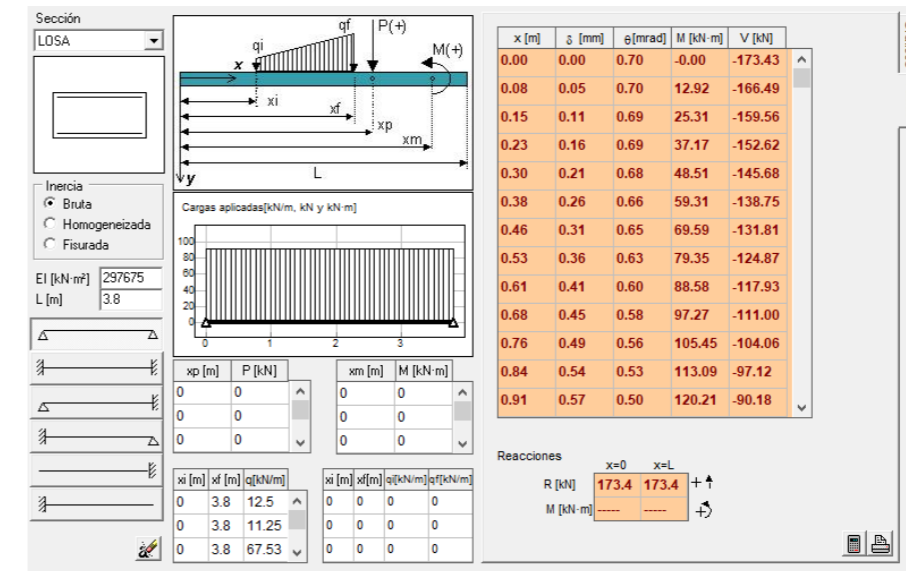 Sección
LOSA
qi
qf
P(+)
M(+)
x
xi
xf
xp
xm
L
y
Inercia
Bruta
Homogeneizada
Fisurada
EI [kN·m²] 297675
L [m] 3.8
Cargas aplicadas[kN/m, kN y kN·m]
100
80
60
40
20
0
0 1 2 3
xp [m] P [kN]
0 0
0 0
0 0
xm [m] M [kN·m]
0 0
0 0
0 0
xi [m] xf [m] q[kN/m]
0 3.8 12.5
0 3.8 11.25
0 3.8 67.53
xi [m] xf[m] qi[kN/m] qf[kN/m]
0 0 0 0
0 0 0 0
0 0 0 0
x [m] δ [mm] θ[mrad] M [kN·m] V [kN]
0.00 0.00 0.70 -0.00 -173.43
0.08 0.05 0.70 12.92 -166.49
0.15 0.11 0.69 25.31 -159.56
0.23 0.16 0.69 37.17 -152.62
0.30 0.21 0.68 48.51 -145.68
0.38 0.26 0.66 59.31 -138.75
0.46 0.31 0.65 69.59 -131.81
0.53 0.36 0.63 79.35 -124.87
0.61 0.41 0.60 88.58 -117.93
0.68 0.45 0.58 97.27 -111.00
0.76 0.49 0.56 105.45 -104.06
0.84 0.54 0.53 113.09 -97.12
0.91 0.57 0.50 120.21 -90.18
Reacciones
x=0 x=L
R [kN] 173.4 173.4 +
M [kN·m] ----- ----- +